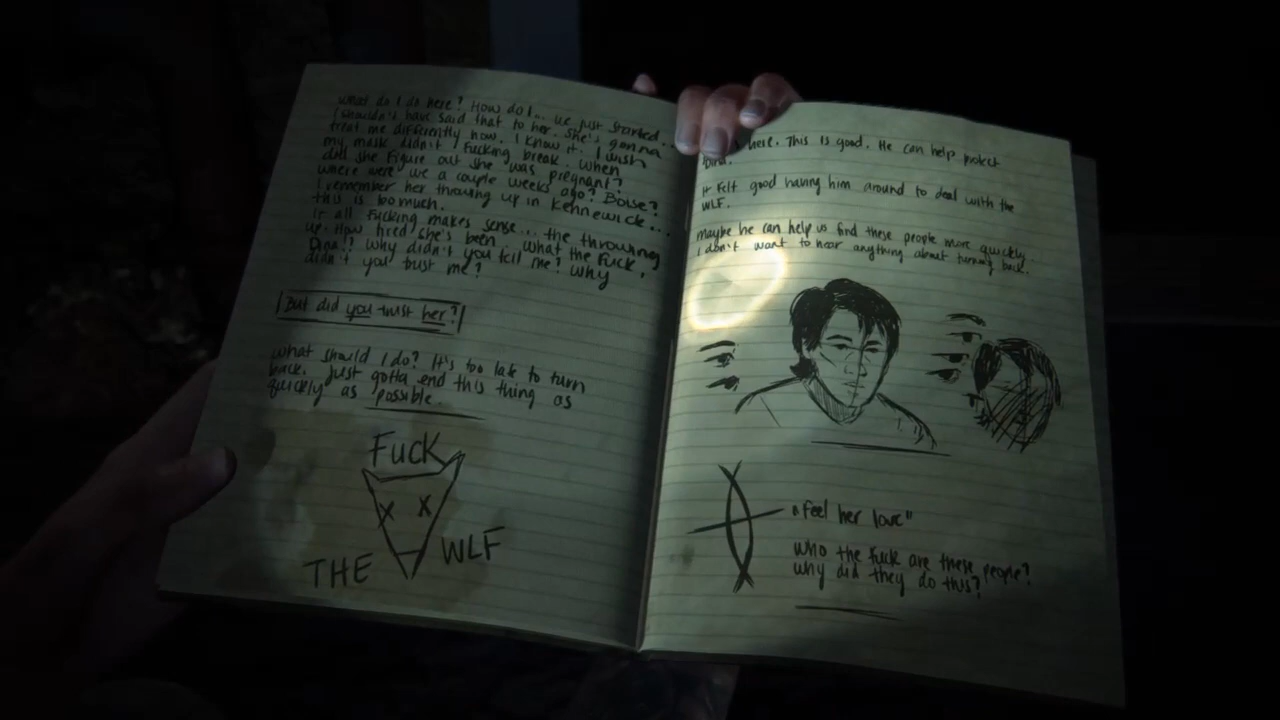 what do I do here? How do I... we just started..
I shouldn't have said that to her. She's gonna
treat me differently now. I know it. I wish
my mask didn't fucking break. When
did she figure out she was pregnant?
where were we a couple weeks ago? Boise?
I remember her throwing up in Kennewick...
this is too much.
it all fucking makes sense... the throwing
up. How tired she's been.. what the fuck,
Dina!? Why didn't you tell me? Why
didn't you trust me?
But did you trust her?
what should I do? It's too late to turn
back. Just gotta end this thing as
quickly as possible.
Fuck
THE WLF
here. This is good. He can help protect
Dina.
It felt good having him around to deal with the
WLF.
maybe he can help us find these people more quickly.
I don't want to hear anything about turning back.
"Feel her love"
who the fuck are these people?
why did they do this?